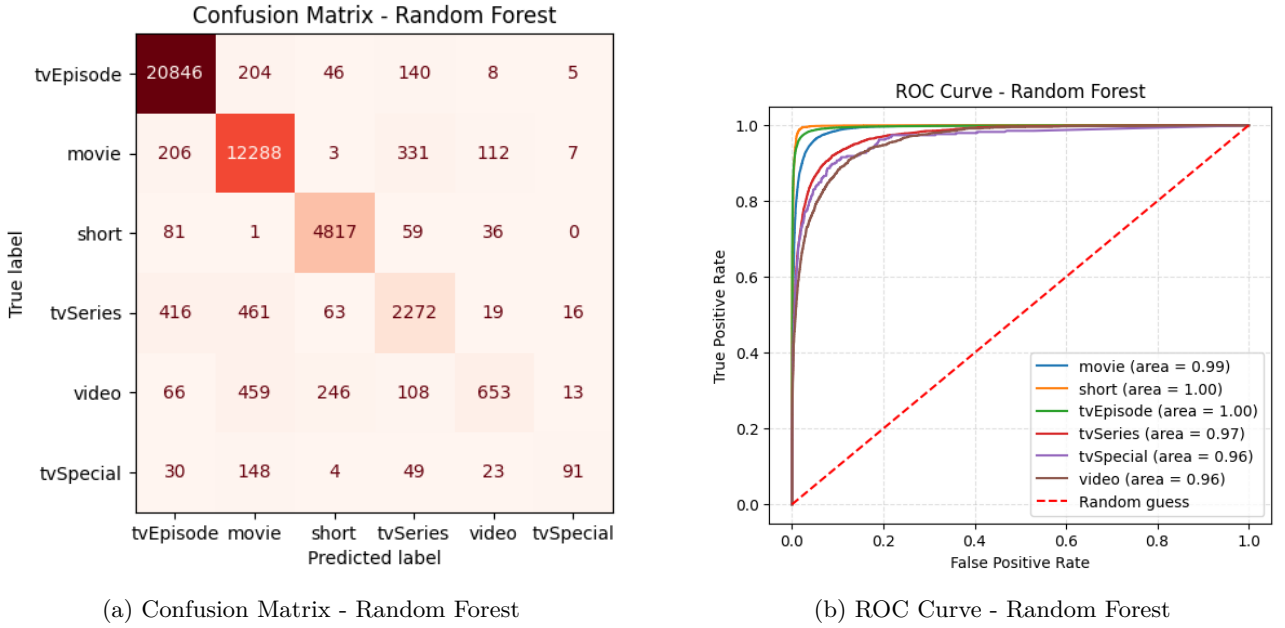 Confusion Matrix - Random Forest
True label
tvEpisode 20846 204 46 140 8 5
movie 206 12288 3 331 112 7
short 81 1 4817 59 36 0
tvSeries 416 461 63 2272 19 16
video 66 459 246 108 653 13
tvSpecial 30 148 4 49 23 91
tvEpisode movie short tvSeries video tvSpecial
Predicted label
(a) Confusion Matrix - Random Forest
ROC Curve - Random Forest
True Positive Rate
1.0
0.8
0.6
0.4
0.2
0.0
movie (area = 0.99)
short (area = 1.00)
tvEpisode (area = 1.00)
tvSeries (area = 0.97)
tvSpecial (area = 0.96)
video (area = 0.96)
Random guess
0.0 0.2 0.4 0.6 0.8 1.0
False Positive Rate
(b) ROC Curve - Random Forest